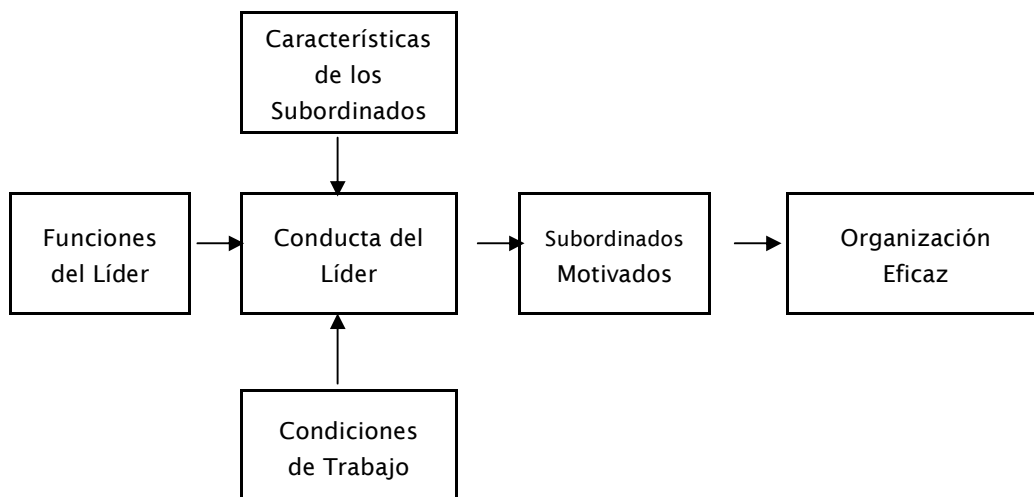 Características
de los
Subordinados
Funciones
del Líder
Conducta del
Líder
Subordinados
Motivados
Organización
Eficaz
Condiciones
de Trabajo